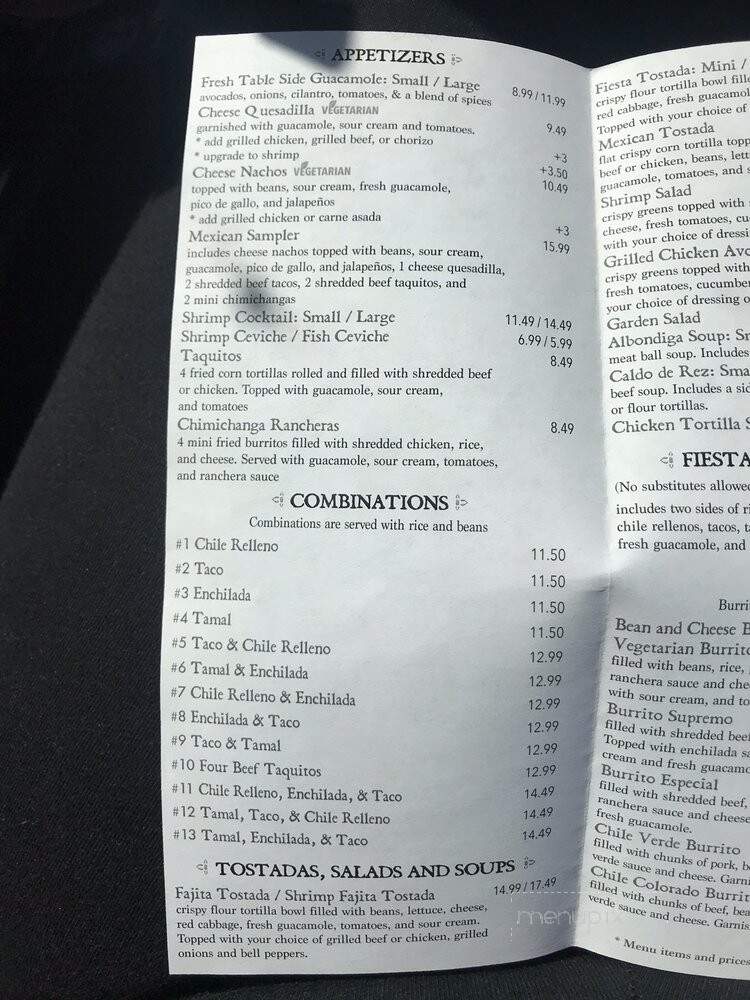 APPETIZERS
Fresh Table Side Guacamole: Small / Large 8.99 / 11.99
avocados, onions, cilantro, tomatoes, & a blend of spices
Cheese Quesadilla VEGETARIAN 9.49
garnished with guacamole, sour cream and tomatoes.
* add grilled chicken, grilled beef, or chorizo +3
* upgrade to shrimp +3.50
Cheese Nachos VEGETARIAN 10.49
topped with beans, sour cream, fresh guacamole,
pico de gallo, and jalapeños
* add grilled chicken or carne asada +3
Mexican Sampler 15.99
includes cheese nachos topped with beans, sour cream,
guacamole, pico de gallo, and jalapeños, 1 cheese quesadilla,
2 shredded beef tacos, 2 shredded beef taquitos, and
2 mini chimichangas
Shrimp Cocktail: Small / Large 11.49 / 14.49
Shrimp Ceviche / Fish Ceviche 6.99 / 5.99
Taquitos 8.49
4 fried corn tortillas rolled and filled with shredded beef
or chicken. Topped with guacamole, sour cream,
and tomatoes
Chimichanga Rancheras 8.49
4 mini fried burritos filled with shredded chicken, rice,
and cheese. Served with guacamole, sour cream, tomatoes,
and ranchera sauce
COMBINATIONS
Combinations are served with rice and beans
#1 Chile Relleno 11.50
#2 Taco 11.50
#3 Enchilada 11.50
#4 Tamal 11.50
#5 Taco & Chile Relleno 12.99
#6 Tamal & Enchilada 12.99
#7 Chile Relleno & Enchilada 12.99
#8 Enchilada & Taco 12.99
#9 Taco & Tamal 12.99
#10 Four Beef Taquitos 12.99
#11 Chile Relleno, Enchilada, & Taco 14.49
#12 Tamal, Taco, & Chile Relleno 14.49
#13 Tamal, Enchilada, & Taco 14.49
TOSTADAS, SALADS AND SOUPS
Fajita Tostada / Shrimp Fajita Tostada 14.99 / 17.49
crispy flour tortilla bowl filled with beans, lettuce, cheese,
red cabbage, fresh guacamole, tomatoes, and sour cream.
Topped with your choice of grilled beef or chicken, grilled
onions and bell peppers.
Fiesta Tostada: Mini /
crispy flour tortilla bowl fille
red cabbage, fresh guacamol
Topped with your choice of
Mexican Tostada
flat crispy corn tortilla topp
beef or chicken, beans, lett
guacamole, tomatoes, and s
Shrimp Salad
crispy greens topped with
cheese, fresh tomatoes, cu
with your choice of dressi
Grilled Chicken Avo
crispy greens topped with
fresh tomatoes, cucumber
your choice of dressing o
Garden Salad
Albondiga Soup: Sm
meat ball soup. Includes
Caldo de Rez: Sma
beef soup. Includes a sid
or flour tortillas.
Chicken Tortilla S
FIESTA
(No substitutes allowed
includes two sides of ri
chile rellenos, tacos, ta
fresh guacamole, and
Burri
Bean and Cheese B
Vegetarian Burrito
filled with beans, rice,
ranchera sauce and che
with sour cream, and to
Burrito Supremo
filled with shredded beef
Topped with enchilada sa
cream and fresh guacamo
Burrito Especial
filled with shredded beef,
ranchera sauce and cheese
fresh guacamole.
Chile Verde Burrito
filled with chunks of pork, be
verde sauce and cheese. Garni
Chile Colorado Burrit
filled with chunks of beef, bea
verde sauce and cheese. Garnis
* Menu items and prices